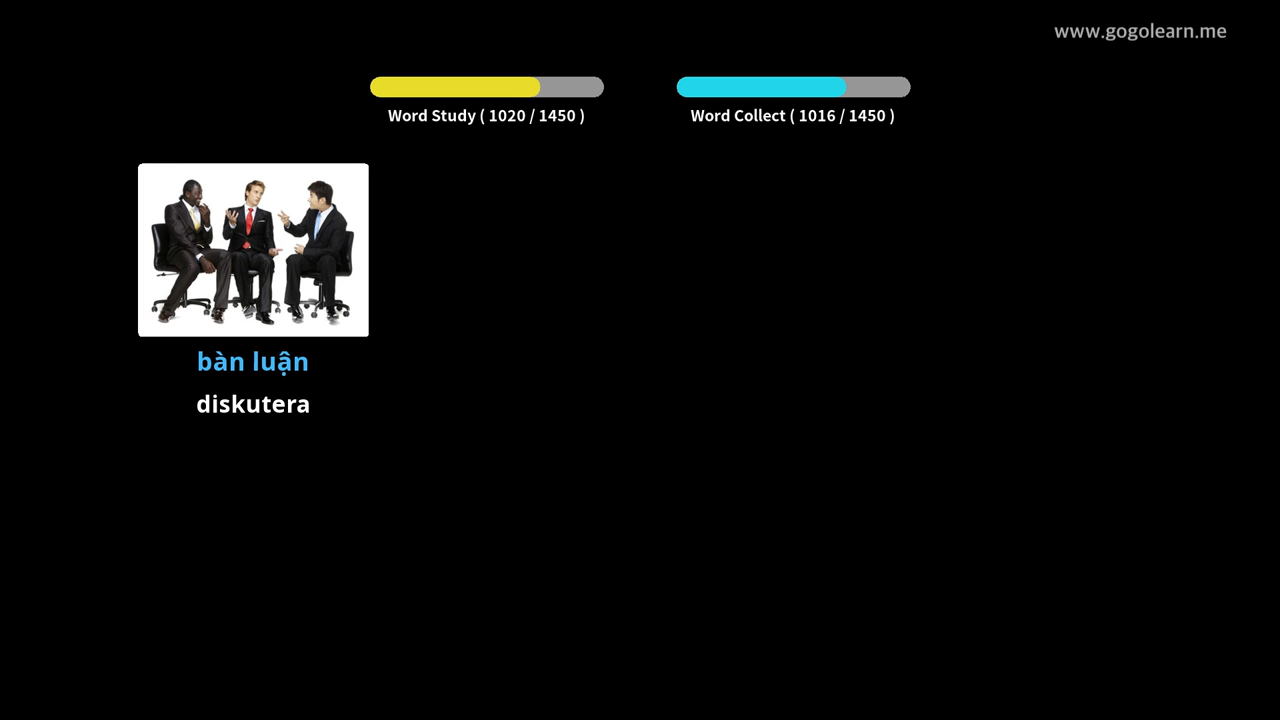 www.gogolearn.me
Word Study ( 1020 / 1450 )
Word Collect ( 1016 / 1450 )
bàn luận
diskutera